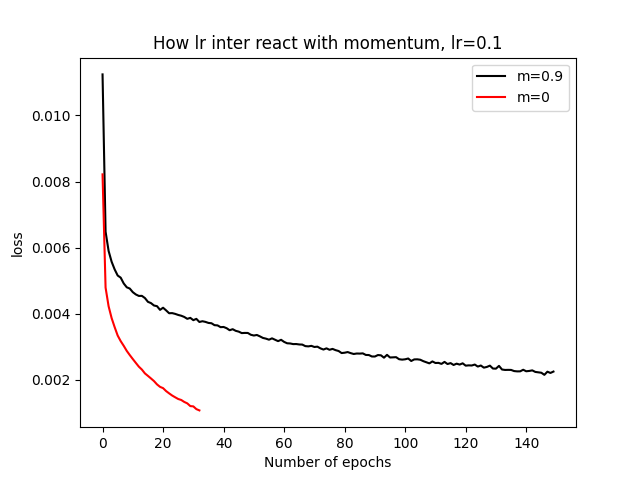 How lr inter react with momentum, lr=0.1
m=0.9
m=0
0.010
0.008
0.006
0.004
0.002
loss
0 20 40 60 80 100 120 140
Number of epochs